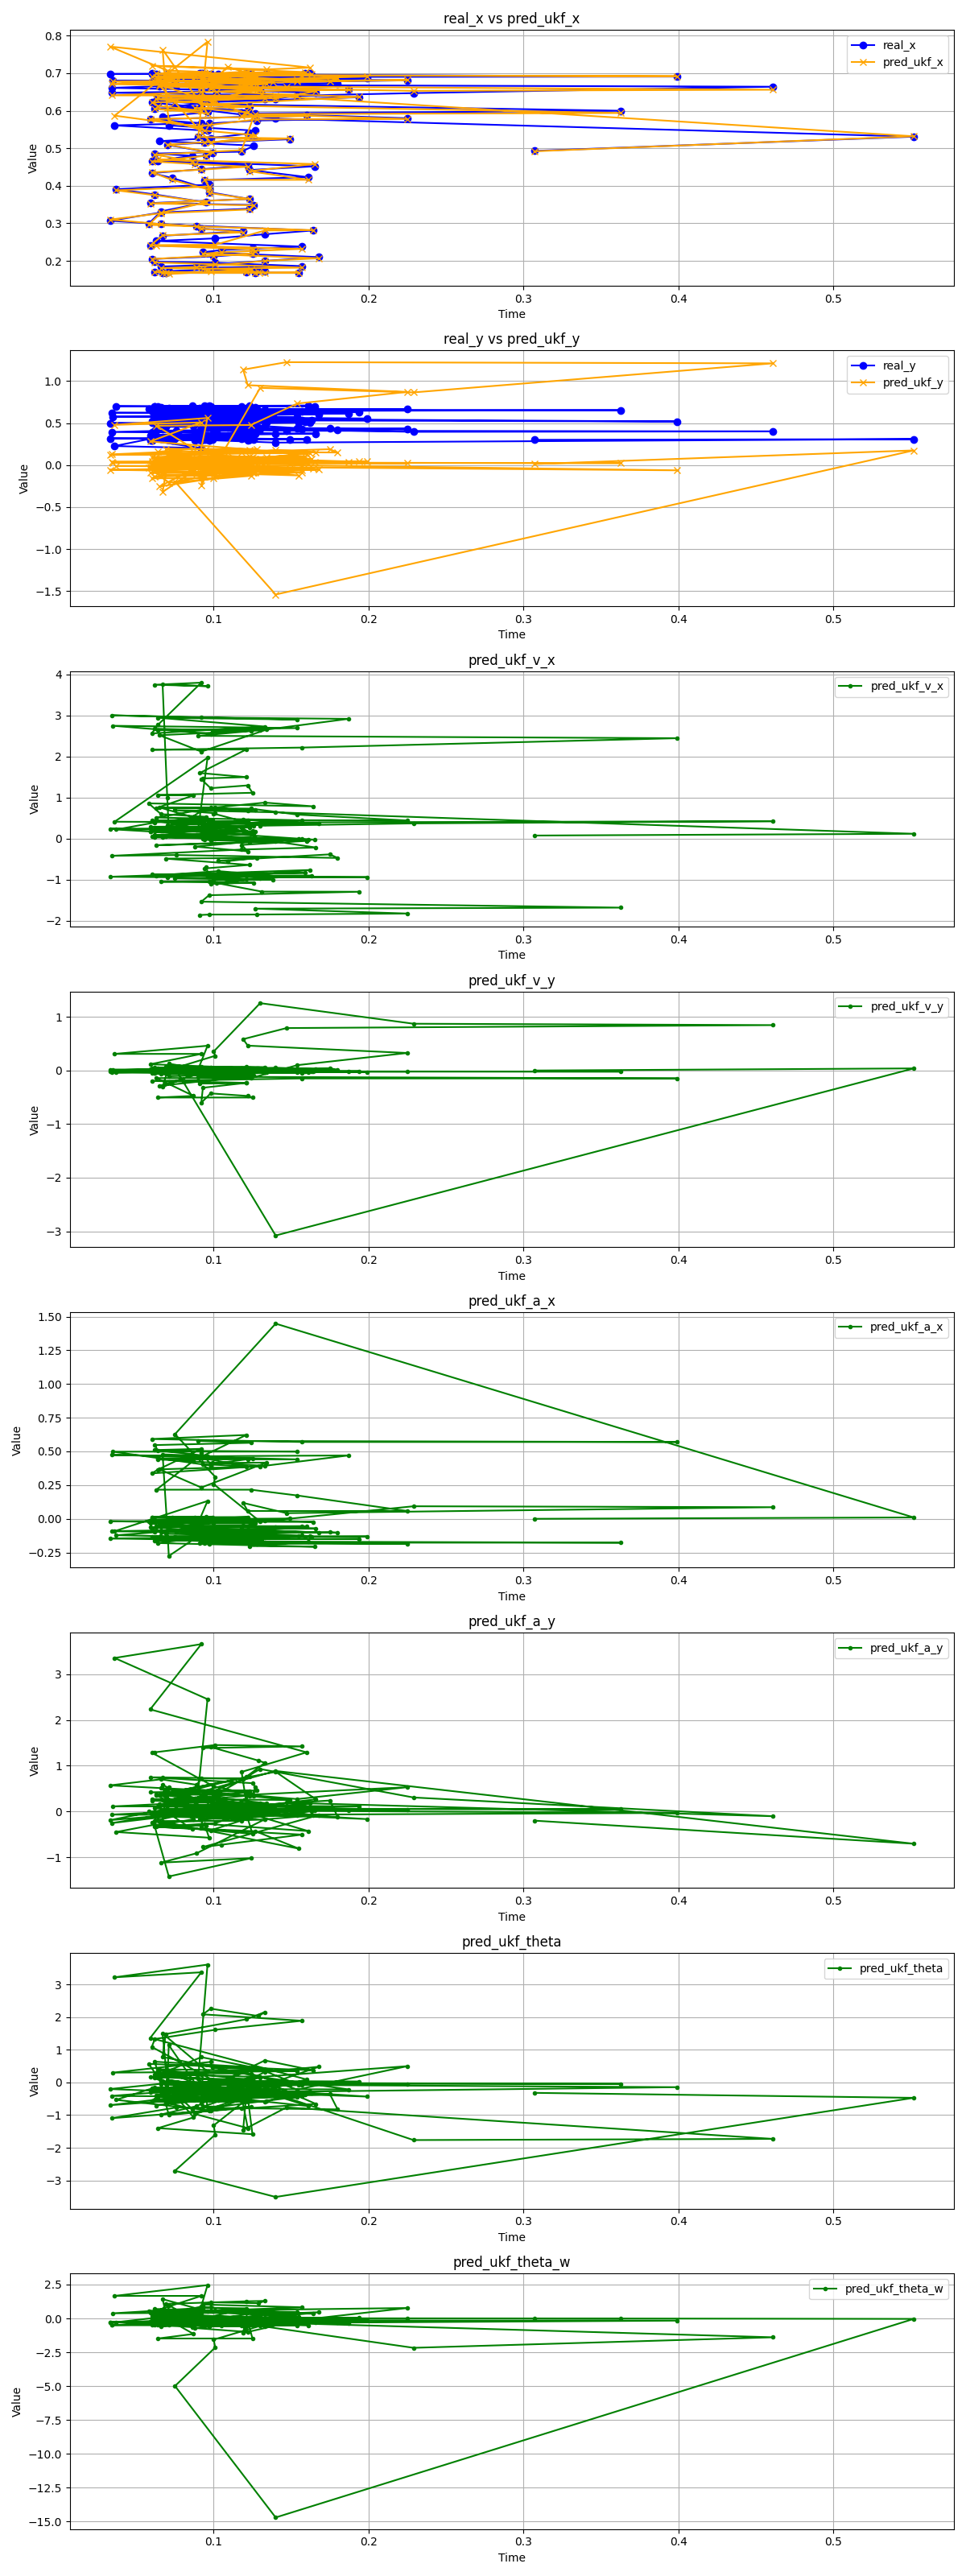 real_x vs pred_ukf_x
0.8
0.7
0.6
0.5
0.4
0.3
0.2
Value
real_x
pred_ukf_x
0.1 0.2 0.3 0.4 0.5
Time
real_y vs pred_ukf_y
1.0
0.5
0.0
−0.5
−1.0
−1.5
Value
real_y
pred_ukf_y
0.1 0.2 0.3 0.4 0.5
Time
pred_ukf_v_x
4
3
2
1
0
−1
−2
Value
pred_ukf_v_x
0.1 0.2 0.3 0.4 0.5
Time
pred_ukf_v_y
1
0
−1
−2
−3
Value
pred_ukf_v_y
0.1 0.2 0.3 0.4 0.5
Time
pred_ukf_a_x
1.50
1.25
1.00
0.75
0.50
0.25
0.00
−0.25
Value
pred_ukf_a_x
0.1 0.2 0.3 0.4 0.5
Time
pred_ukf_a_y
3
2
1
0
−1
Value
pred_ukf_a_y
0.1 0.2 0.3 0.4 0.5
Time
pred_ukf_theta
3
2
1
0
−1
−2
−3
Value
pred_ukf_theta
0.1 0.2 0.3 0.4 0.5
Time
pred_ukf_theta_w
2.5
0.0
−2.5
−5.0
−7.5
−10.0
−12.5
−15.0
Value
pred_ukf_theta_w
0.1 0.2 0.3 0.4 0.5
Time